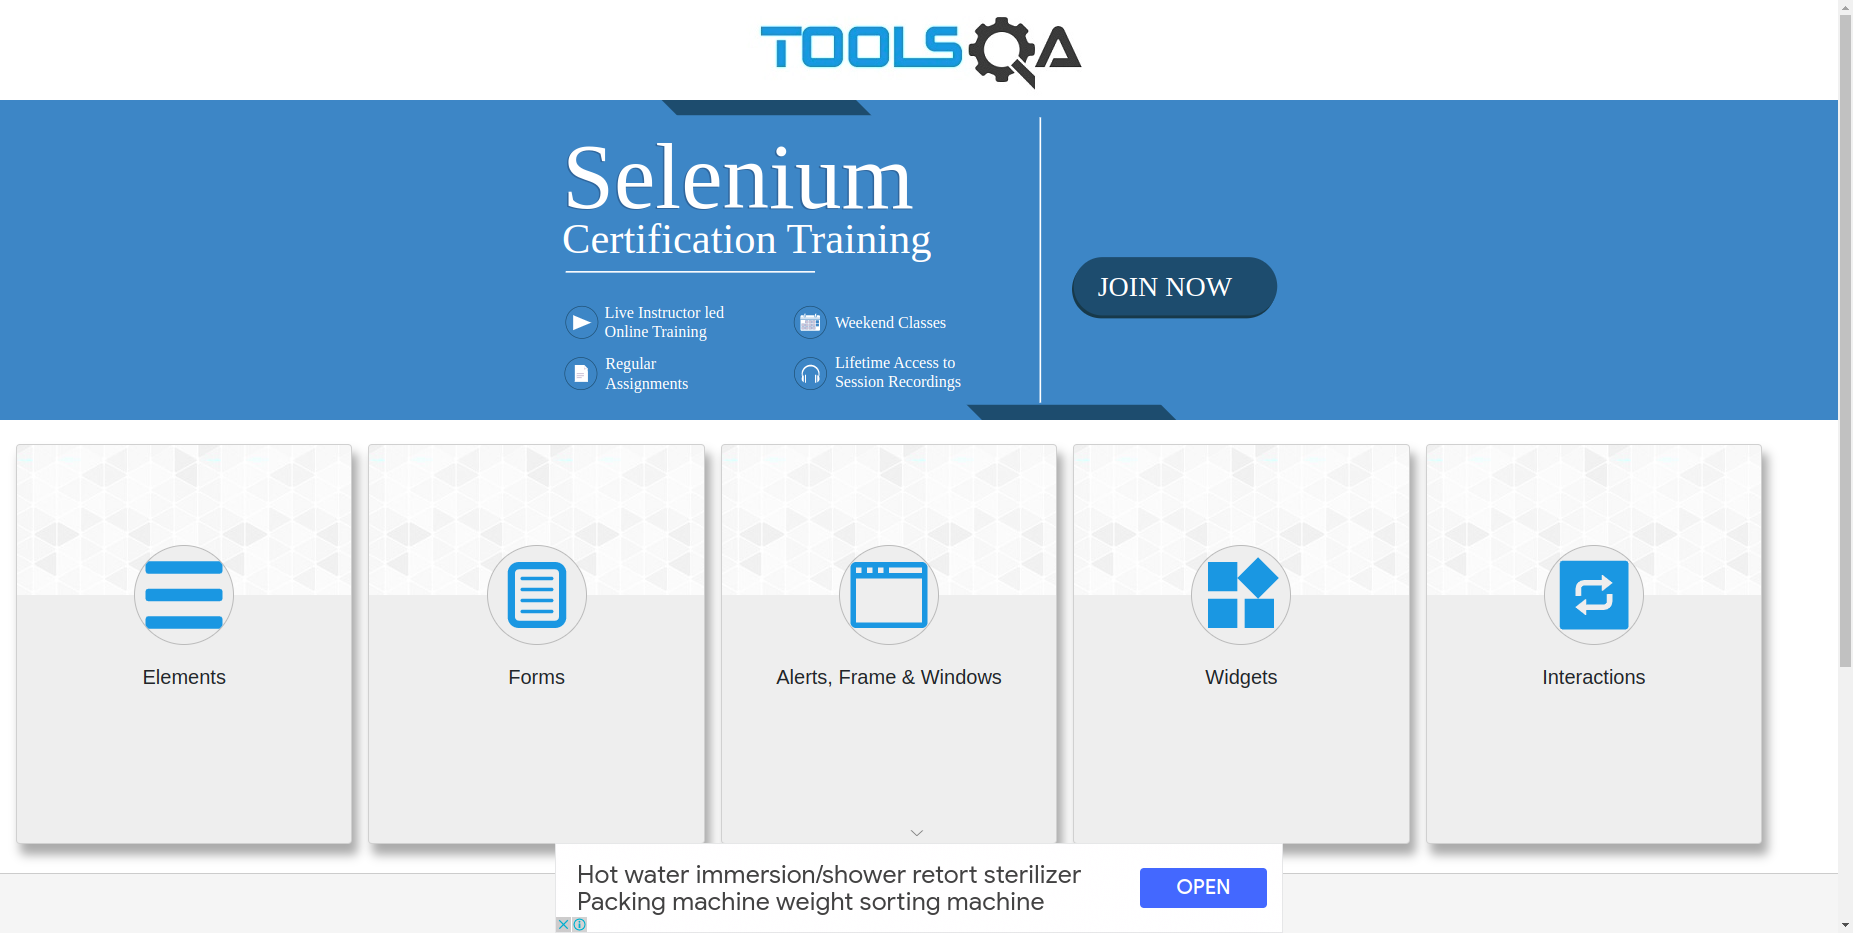 TOOLSQA
Selenium
Certification Training
Live Instructor led
Online Training
Weekend Classes
Regular
Assignments
Lifetime Access to
Session Recordings
JOIN NOW
Elements
Forms
Alerts, Frame & Windows
Widgets
Interactions
Hot water immersion/shower retort sterilizer
Packing machine weight sorting machine
OPEN